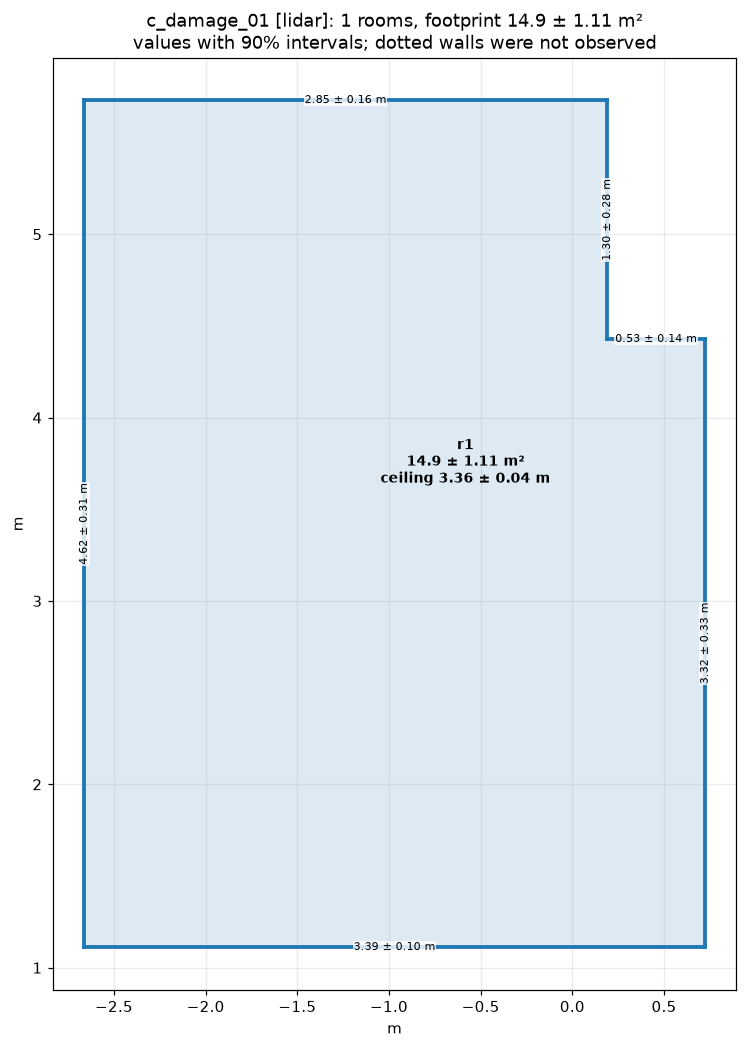 c_damage_01 [lidar]: 1 rooms, footprint 14.9 ± 1.11 m²
values with 90% intervals; dotted walls were not observed
2.85 ± 0.16 m
1.30 ± 0.28 m
0.53 ± 0.14 m
r1
14.9 ± 1.11 m²
ceiling 3.36 ± 0.04 m
4.62 ± 0.31 m
3.32 ± 0.33 m
3.39 ± 0.10 m
5
4
3
2
1
m
−2.5
−2.0
−1.5
−1.0
−0.5
0.0
0.5
m